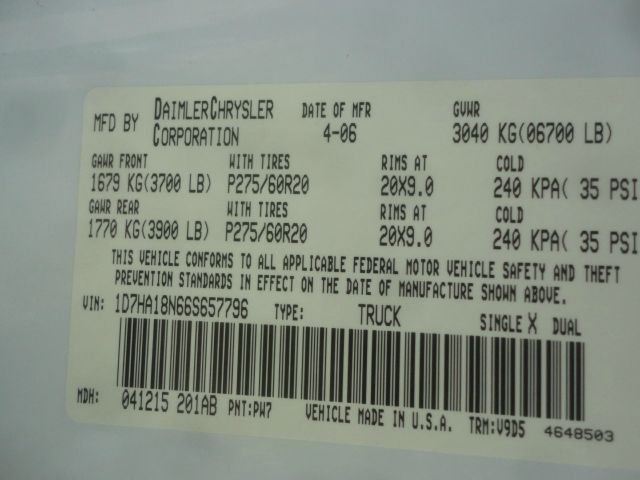 MFD BY DAIMLERCHRYSLER CORPORATION DATE OF MFR 4-06 GVWR 3040 KG(06700 LB)
GAWR FRONT WITH TIRES RIMS AT COLD
1679 KG(3700 LB) P275/60R20 20X9.0 240 KPA( 35 PSI
GAWR REAR WITH TIRES RIMS AT COLD
1770 KG(3900 LB) P275/60R20 20X9.0 240 KPA( 35 PSI
THIS VEHICLE CONFORMS TO ALL APPLICABLE FEDERAL MOTOR VEHICLE SAFETY AND THEFT
PREVENTION STANDARDS IN EFFECT ON THE DATE OF MANUFACTURE SHOWN ABOVE.
VIN: 1D7HA18N66S657796 TYPE: TRUCK SINGLE X DUAL
MDH: 041215 201AB PNT:PW7 VEHICLE MADE IN U.S.A. TRM:V9D5 4648503